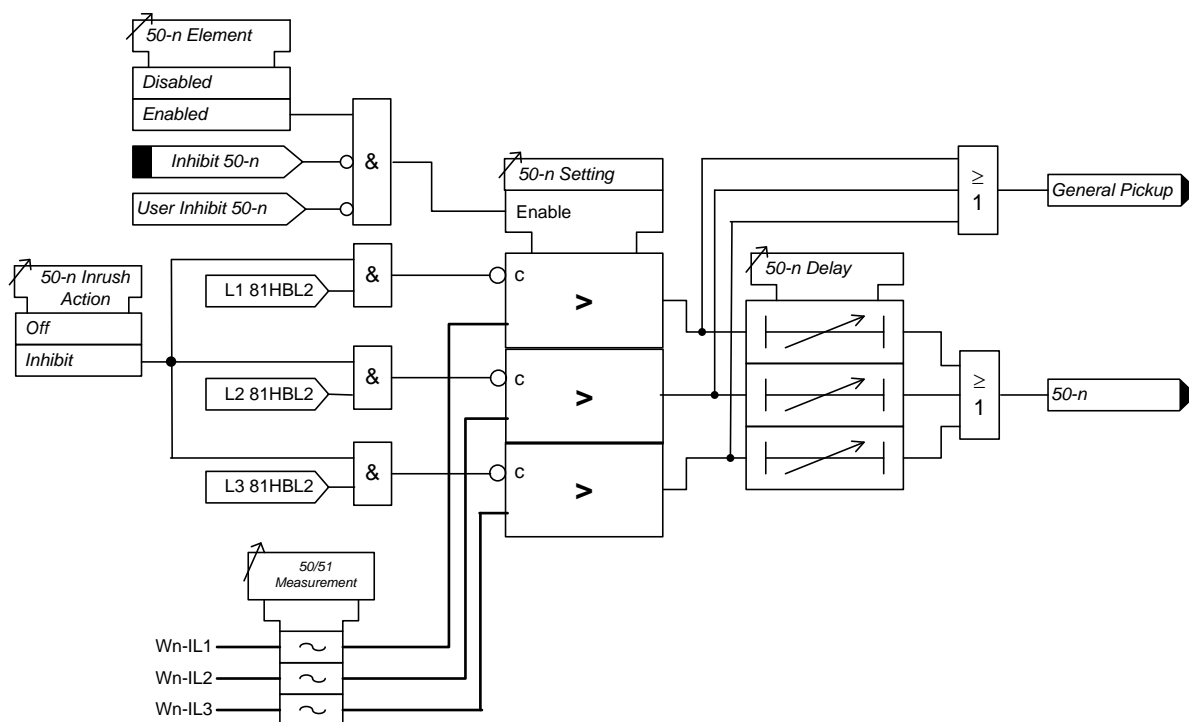 50-n Element
Disabled
Enabled
Inhibit 50-n
User Inhibit 50-n
&
50-n Setting
Enable
≥
1
General Pickup
50-n Inrush
Action
Off
Inhibit
L1 81HBL2
&
c
>
50-n Delay
L2 81HBL2
&
c
>
≥
1
50-n
L3 81HBL2
&
c
>
50/51
Measurement
Wn-IL1
Wn-IL2
Wn-IL3